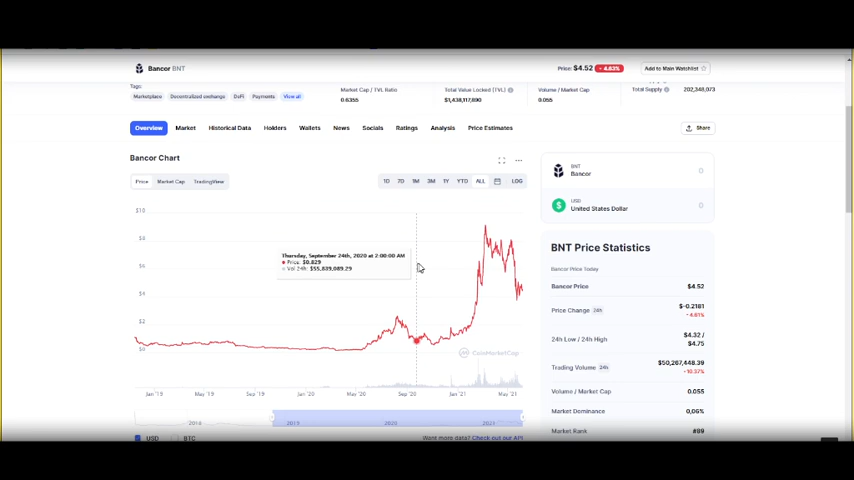 Bancor BNT
Price: $4.52 4.63%
Add to Main Watchlist
Tags:
Marketplace Decentralized exchange DeFi Payments View all
Market Cap / TVL Ratio
0.6355
Total Value Locked (TVL)
$1,438,117,890
Volume / Market Cap
0.055
Total Supply
202,348,073
Overview Market Historical Data Holders Wallets News Socials Ratings Analysis Price Estimates
Share
Bancor Chart
Price Market Cap TradingView
1D 7D 1M 3M 1Y YTD ALL LOG
$10
$8
$6
$4
$2
$0
Thursday, September 24th, 2020 at 2:00:00 AM
Price: $0.829
Vol 24h: $55,839,089.29
CoinMarketCap
Jan '19 May '19 Sep '19 Jan '20 May '20 Sep '20 Jan '21 May '21
2018 2019 2020
USD BTC
Want more data? Check out our API
BNT
Bancor
0
USD
United States Dollar
0
BNT Price Statistics
Bancor Price Today
Bancor Price $4.52
Price Change 24h $-0.2181
4.61%
24h Low / 24h High $4.32 /
$4.75
Trading Volume 24h $50,267,448.39
10.37%
Volume / Market Cap 0.055
Market Dominance 0,06%
Market Rank #99